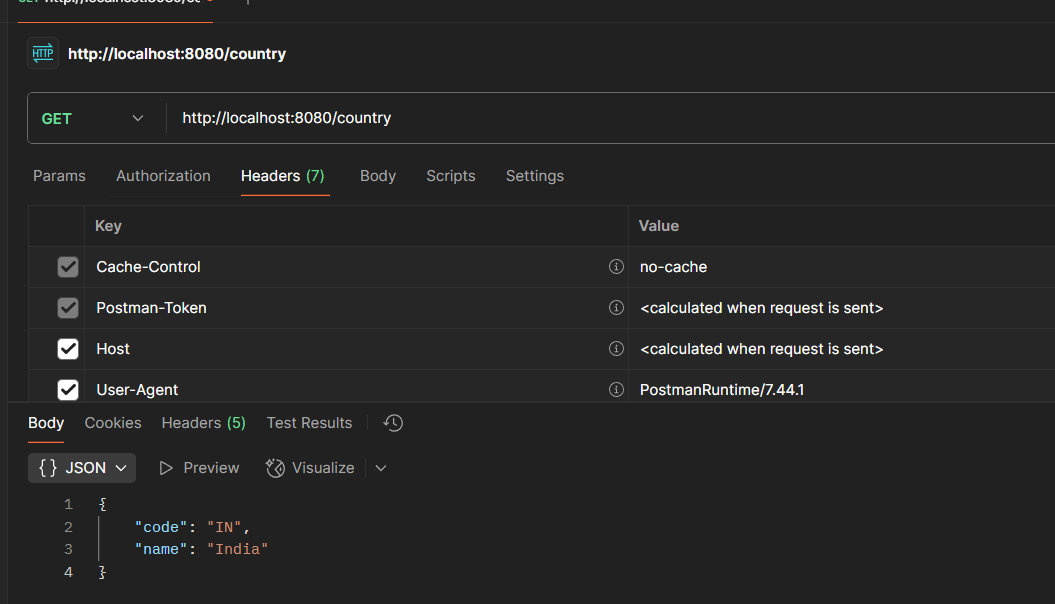 HTTP http://localhost:8080/country
GET http://localhost:8080/country
Params Authorization Headers (7) Body Scripts Settings
Key Value
Cache-Control no-cache
Postman-Token <calculated when request is sent>
Host <calculated when request is sent>
User-Agent PostmanRuntime/7.44.1
Body Cookies Headers (5) Test Results
{} JSON Preview Visualize
1 {
2 "code": "IN",
3 "name": "India"
4 }